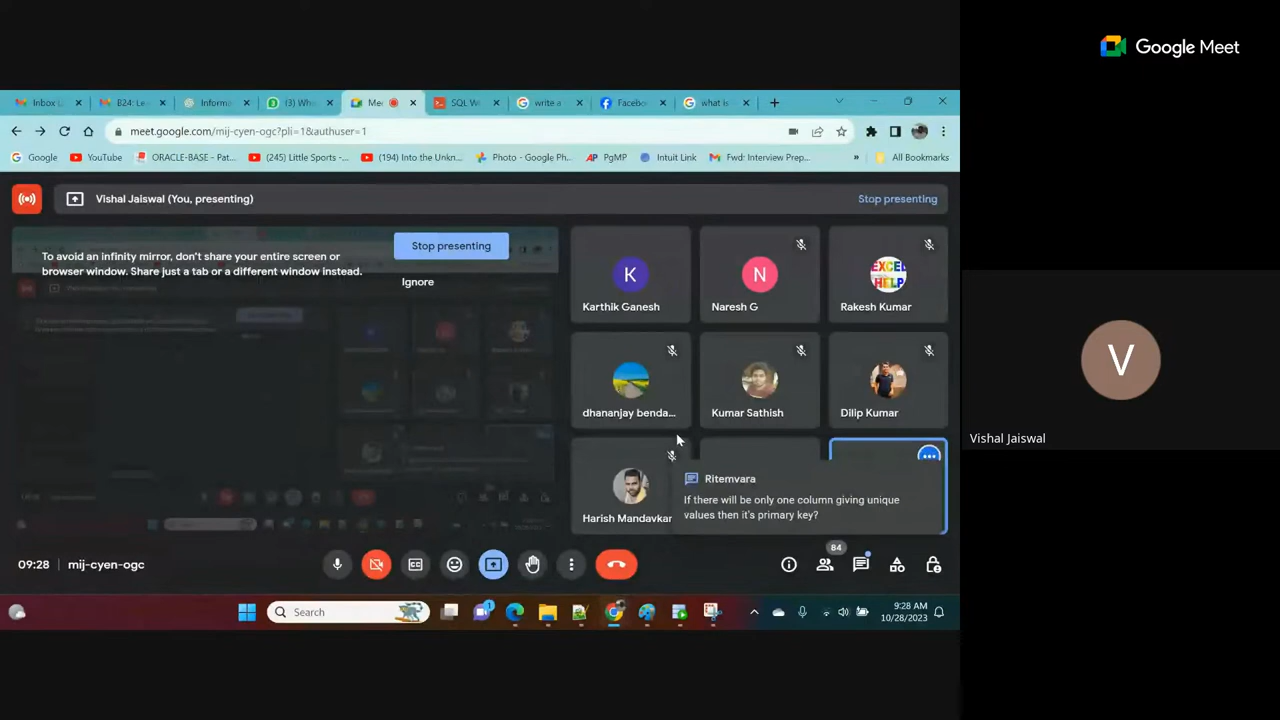 Google Meet
Inbox (
B24: Le
Informa
(3) Wha
Mee
SQL W
write a
Facebo
what is
meet.google.com/mij-cyen-ogc?pli=1&authuser=1
Google
YouTube
ORACLE-BASE - Pat...
(245) Little Sports -...
(194) Into the Unkn...
Photo - Google Ph...
AP PgMP
Intuit Link
Fwd: Interview Prep...
»
All Bookmarks
Vishal Jaiswal (You, presenting)
Stop presenting
To avoid an infinity mirror, don't share your entire screen or
browser window. Share just a tab or a different window instead.
Stop presenting
Ignore
K
Karthik Ganesh
N
Naresh G
EXCEL
HELP
Rakesh Kumar
dhananjay benda...
Kumar Sathish
Dilip Kumar
Harish Mandavkar
Ritemvara
If there will be only one column giving unique
values then it's primary key?
V
Vishal Jaiswal
09:28 | mij-cyen-ogc
84
Search
1
9:28 AM
10/28/2023